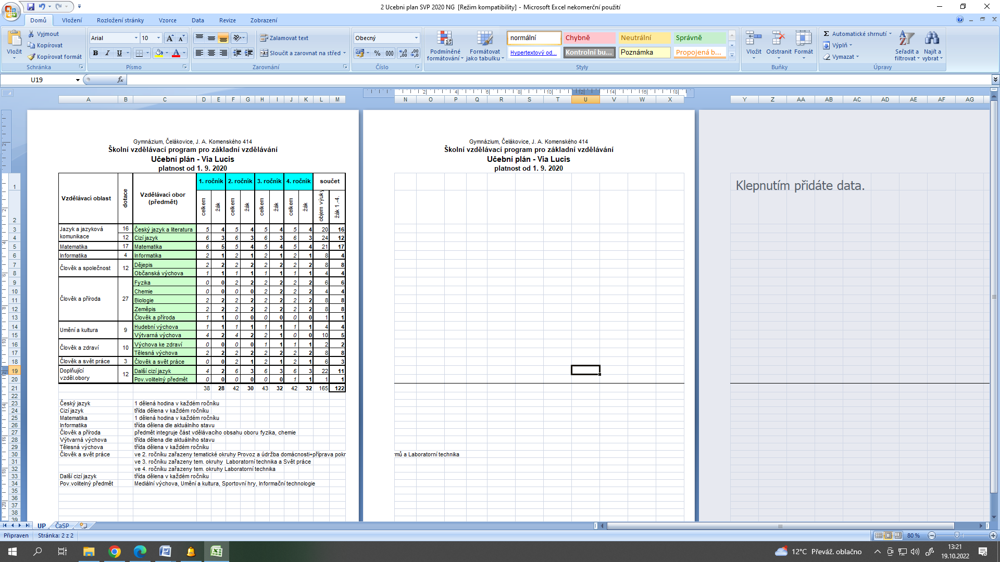 2 Ucebni plan SVP 2020 NG [Režim kompatibility] - Microsoft Excel nekomerční použití
Domů Vložení Rozložení stránky Vzorce Data Revize Zobrazení
Vložit
Vyjmout
Kopírovat
Kopírovat formát
Schránka
Arial 10
B I U
Písmo
Zalamovat text
Sloučit a zarovnat na střed
Zarovnání
Obecný
% 000
Číslo
Podmíněné formátování
Formátovat jako tabulku
normální Chybně Neutrální Správně
Hypertextový od... Kontrolní bu... Poznámka Propojená b...
Styly
Vložit Odstranit Formát
Buňky
Automatické shrnutí
Výplň
Vymazat
Seřadit a filtrovat
Najít a vybrat
Úpravy
U19
A B C D E F G H I J K L M N O P Q R S T U V W X Y Z AA AB AC AD AE AF AG
Gymnázium, Čelákovice, J. A. Komenského 414
Školní vzdělávací program pro základní vzdělávání
Učební plán - Via Lucis
platnost od 1. 9. 2020
Vzdělávací oblast dotace Vzdělávací obor (předmět) 1. ročník 2. ročník 3. ročník 4. ročník součet
celkem žák celkem žák celkem žák celkem žák objem výuky žák 1.-4.
Jazyk a jazyková komunikace 16 Český jazyk a literatura 5 4 5 4 5 4 5 4 20 16
12 Cizí jazyk 6 3 6 3 6 3 6 3 24 12
Matematika 17 Matematika 6 5 5 4 5 4 5 4 21 17
Informatika 4 Informatika 2 1 2 1 2 1 2 1 8 4
Člověk a společnost 12 Dějepis 2 2 2 2 2 2 2 2 8 8
Občanská výchova 1 1 1 1 1 1 1 1 4 4
Člověk a příroda 27 Fyzika 0 0 2 2 2 2 2 2 6 6
Chemie 0 0 0 0 2 2 2 2 4 4
Biologie 2 2 2 2 2 2 2 2 8 8
Zeměpis 2 2 2 2 2 2 2 2 8 8
Člověk a příroda 1 1 0 0 0 0 0 0 1 1
Umění a kultura 9 Hudební výchova 1 1 1 1 1 1 1 1 4 4
Výtvarná výchova 4 2 4 2 2 1 0 0 10 5
Člověk a zdraví 10 Výchova ke zdraví 0 0 0 0 1 1 1 1 2 2
Tělesná výchova 2 2 2 2 2 2 2 2 8 8
Člověk a svět práce 3 Člověk a svět práce 0 0 2 1 2 1 2 1 6 3
Doplňující vzděl.obory 12 Další cizí jazyk 4 2 6 3 6 3 6 3 22 11
Pov.volitelný předmět 0 0 0 0 0 0 1 1 1 1
38 28 42 30 43 32 42 32 165 122
Český jazyk 1 dělená hodina v každém ročníku
Cizí jazyk třída dělena v každém ročníku
Matematika 1 dělená hodina v každém ročníku
Informatika třída dělena dle aktuálního stavu
Člověk a příroda předmět integruje část vdělávacího obsahu oboru fyzika, chemie
Výtvarná výchova třída dělena dle aktuálního stavu
Tělesná výchova třída dělena v každém ročníku
Člověk a svět práce ve 2. ročníku zařazeny tematické okruhy Provoz a údržba domácnosti+příprava pokr
ve 3. ročníku zařazeny tem. okruhy Laboratorní technika a Svět práce
ve 4. ročníku zařazeny tem. okruhy Laboratorní technika
Další cizí jazyk třída dělena v každém ročníku
Pov.volitelný předmět Mediální výchova, Umění a kultura, Sportovní hry, Informační technologie
Gymnázium, Čelákovice, J. A. Komenského 414
Školní vzdělávací program pro základní vzdělávání
Učební plán - Via Lucis
platnost od 1. 9. 2020
rmů a Laboratorní technika
Klepnutím přidáte data.
UP ČaSP
Připraven Stránka: 2 z 2 80 %
12°C Převáž. oblačno
13:21
19.10.2022